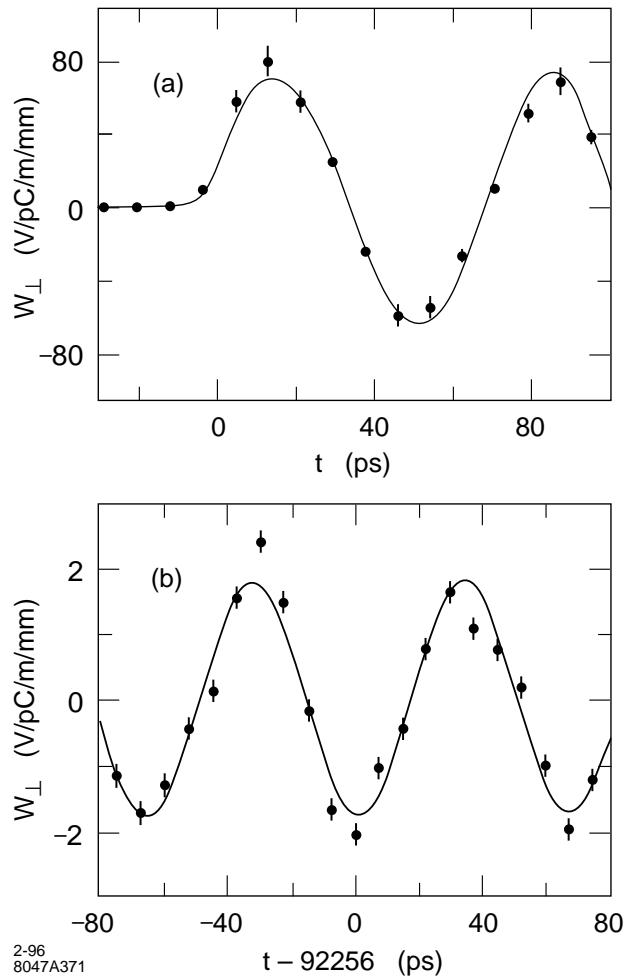 80
(a)
W⊥ (V/pC/m/mm)
0
−80
0 40 80
t (ps)
2
(b)
W⊥ (V/pC/m/mm)
0
−2
−80 −40 0 40 80
2-96
8047A371
t – 92256 (ps)